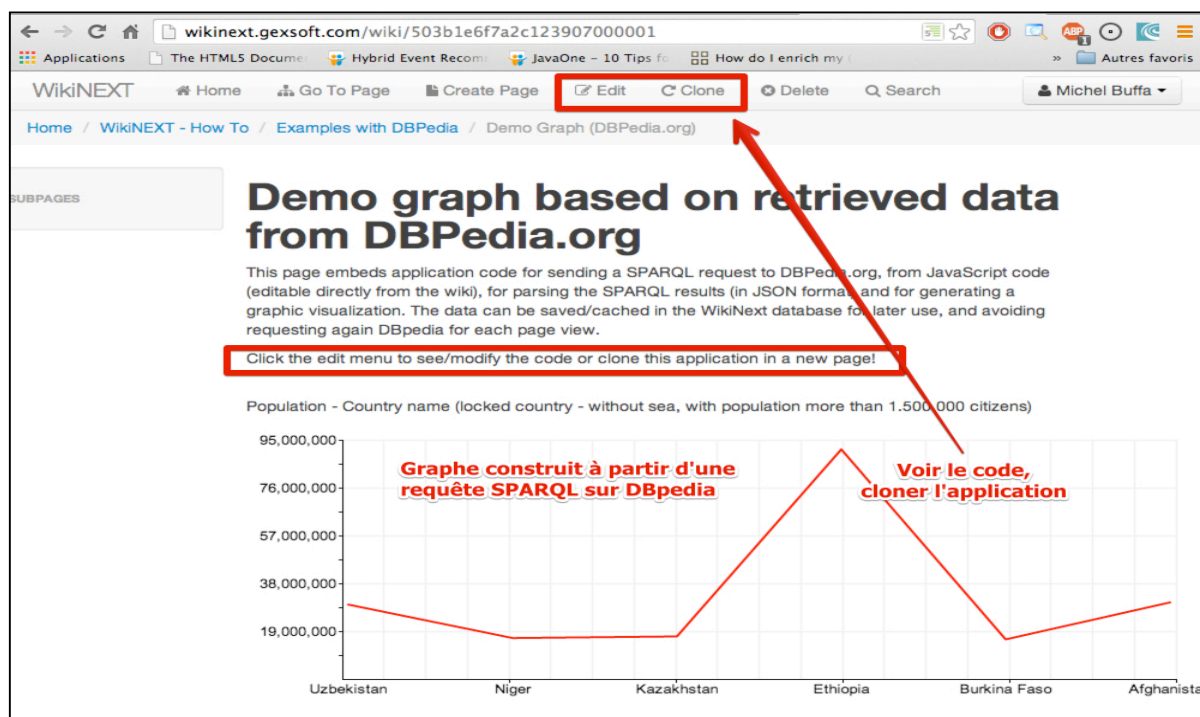 wikinext.gexsoft.com/wiki/503b1e6f7a2c123907000001
Applications The HTML5 Docume Hybrid Event Recom JavaOne – 10 Tips fo How do I enrich my » Autres favoris
WikiNEXT Home Go To Page Create Page Edit Clone Delete Search Michel Buffa
Home / WikiNEXT - How To / Examples with DBPedia / Demo Graph (DBPedia.org)
SUBPAGES
Demo graph based on retrieved data
from DBPedia.org
This page embeds application code for sending a SPARQL request to DBPedia.org, from JavaScript code
(editable directly from the wiki), for parsing the SPARQL results (in JSON format and for generating a
graphic visualization. The data can be saved/cached in the WikiNext database for later use, and avoiding
requesting again DBpedia for each page view.
Click the edit menu to see/modify the code or clone this application in a new page!
Population - Country name (locked country - without sea, with population more than 1.500.000 citizens)
95,000,000
76,000,000
57,000,000
38,000,000
19,000,000
Graphe construit à partir d'une
requête SPARQL sur DBpedia
Voir le code,
cloner l'application
Uzbekistan Niger Kazakhstan Ethiopia Burkina Faso Afghanista